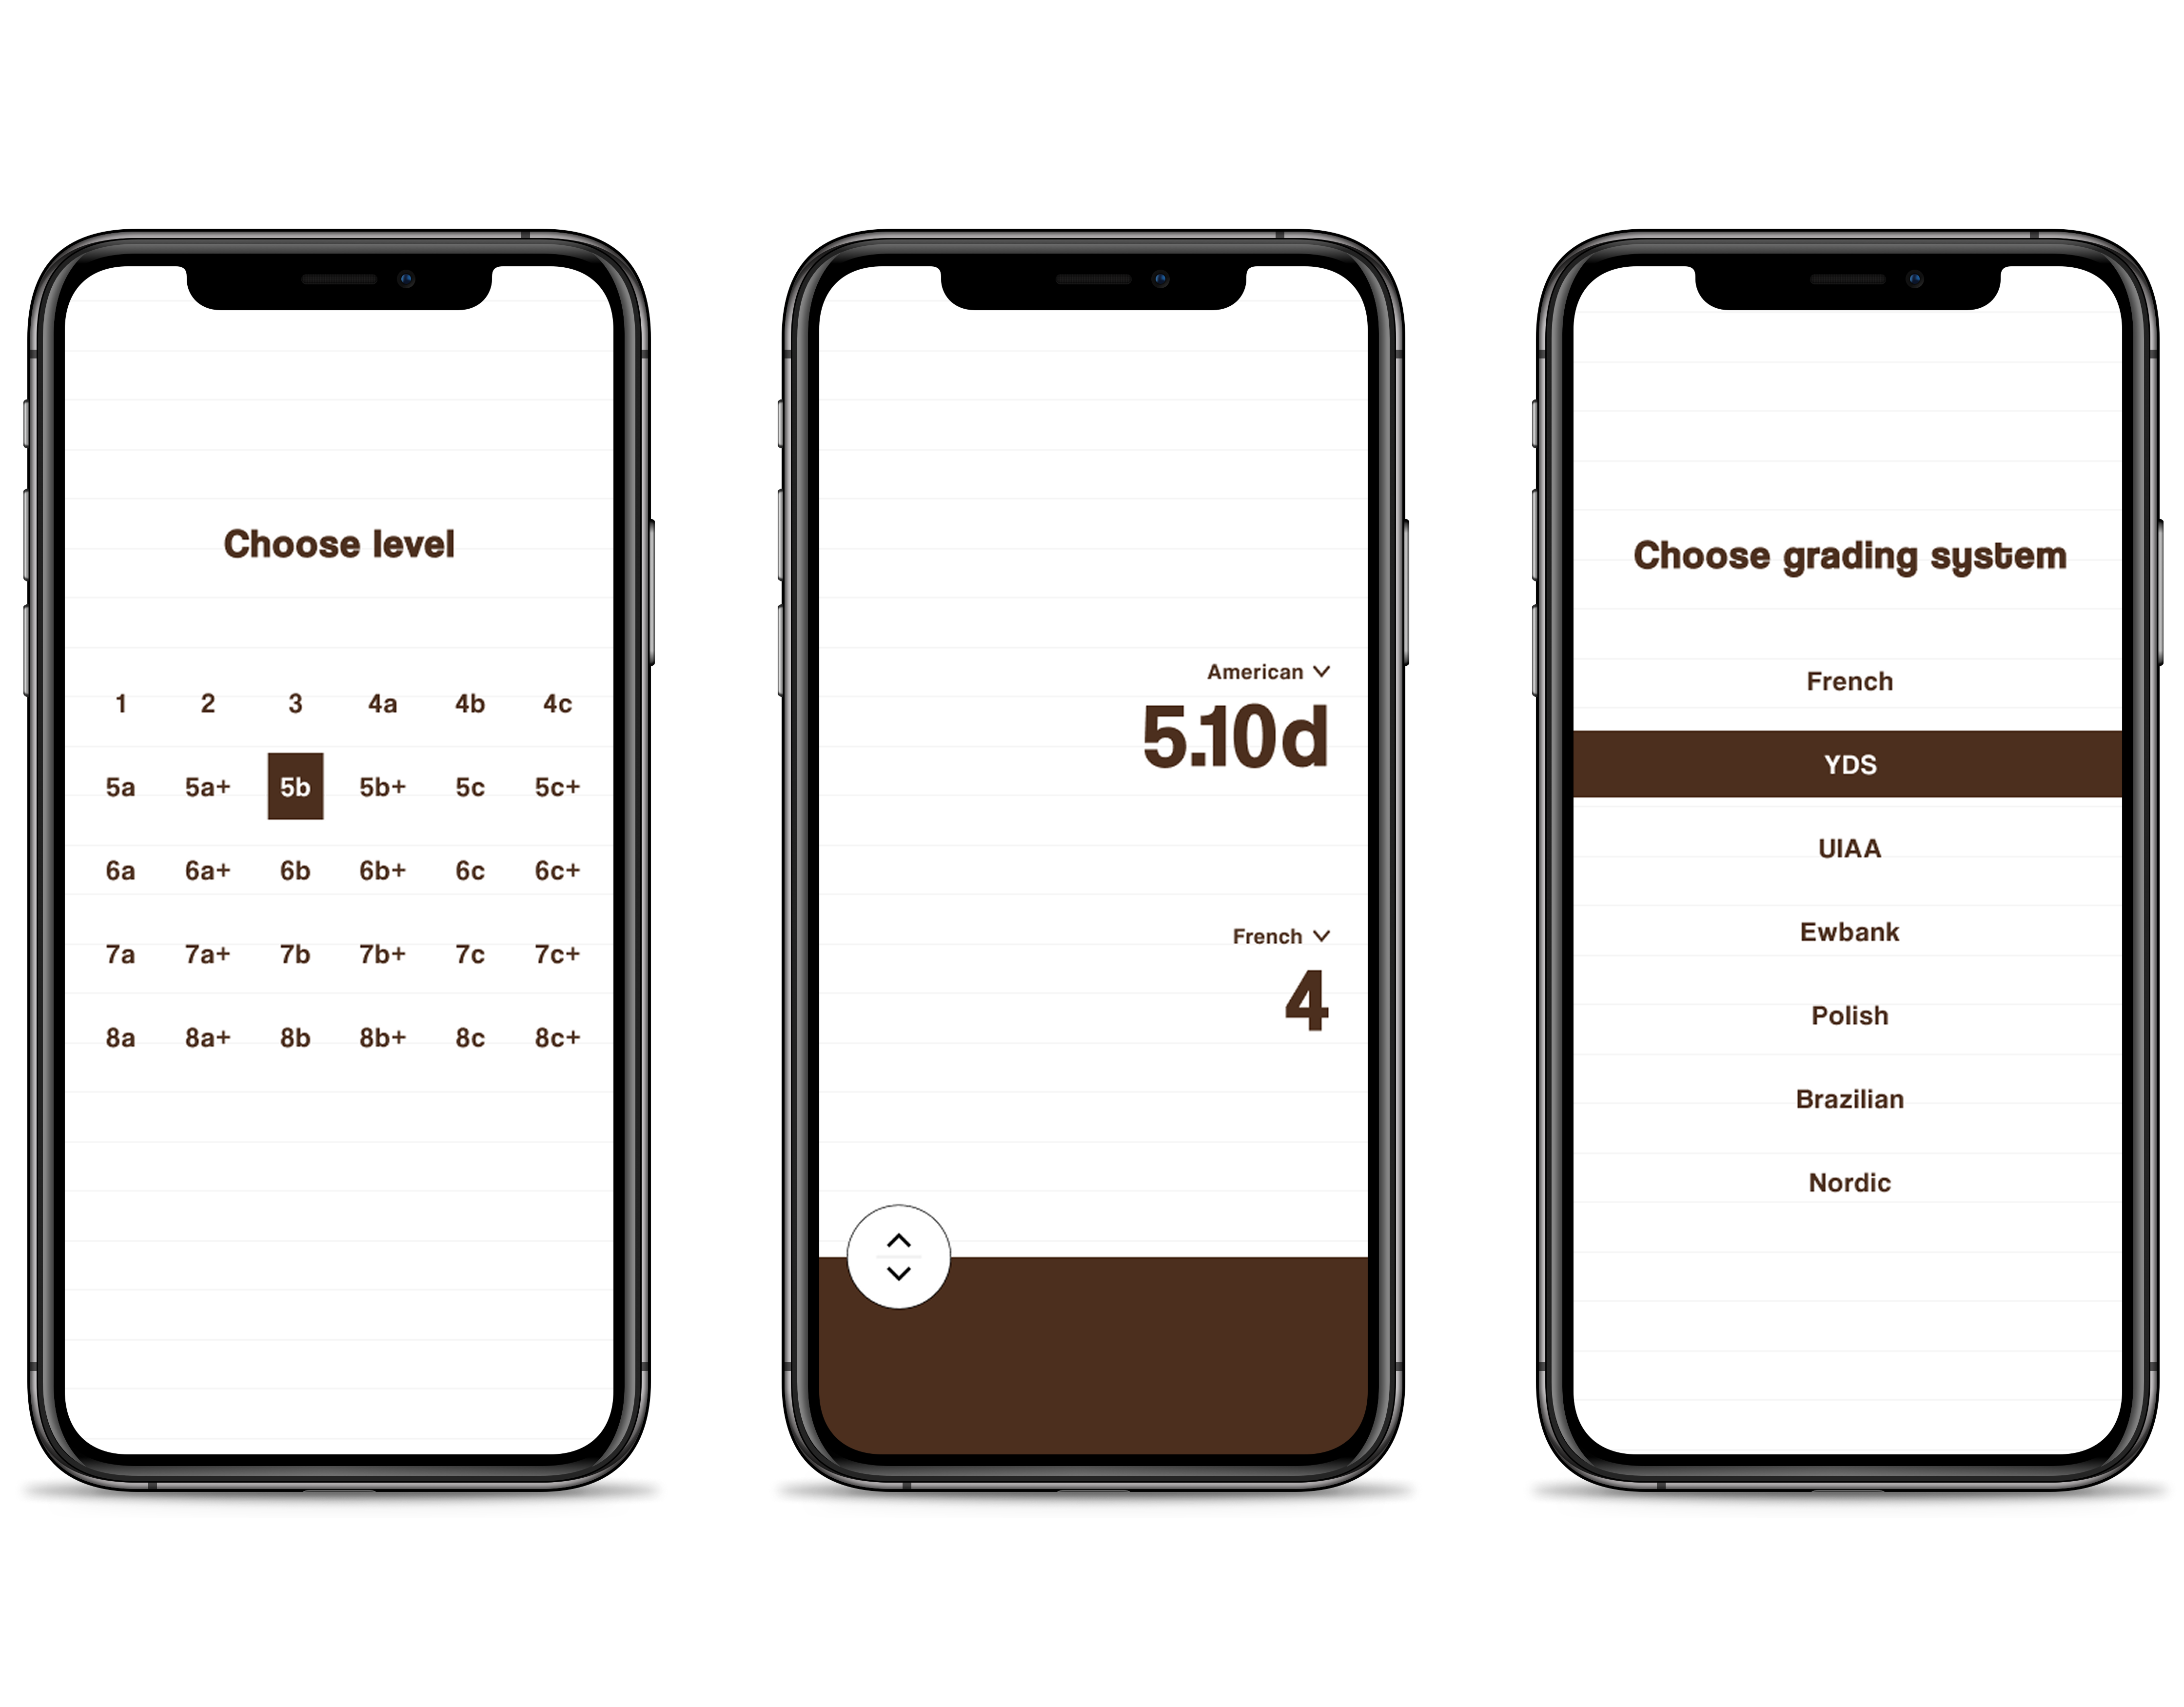 Choose level
1 2 3 4a 4b 4c
5a 5a+ 5b 5b+ 5c 5c+
6a 6a+ 6b 6b+ 6c 6c+
7a 7a+ 7b 7b+ 7c 7c+
8a 8a+ 8b 8b+ 8c 8c+
American
5.10d
French
4
Choose grading system
French
YDS
UIAA
Ewbank
Polish
Brazilian
Nordic